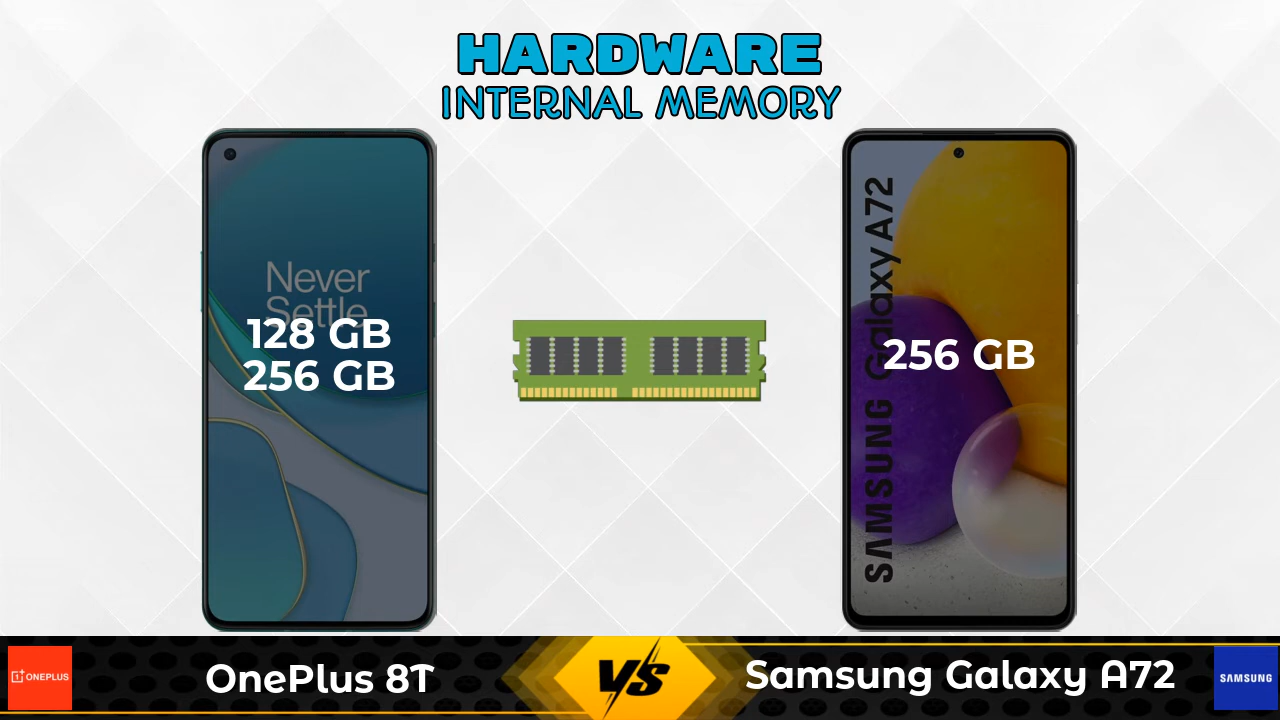 HARDWARE
INTERNAL MEMORY
Never
Settle
128 GB
256 GB
SAMSUNG Galaxy A72
256 GB
ONEPLUS
OnePlus 8T
VS
Samsung Galaxy A72
SAMSUNG